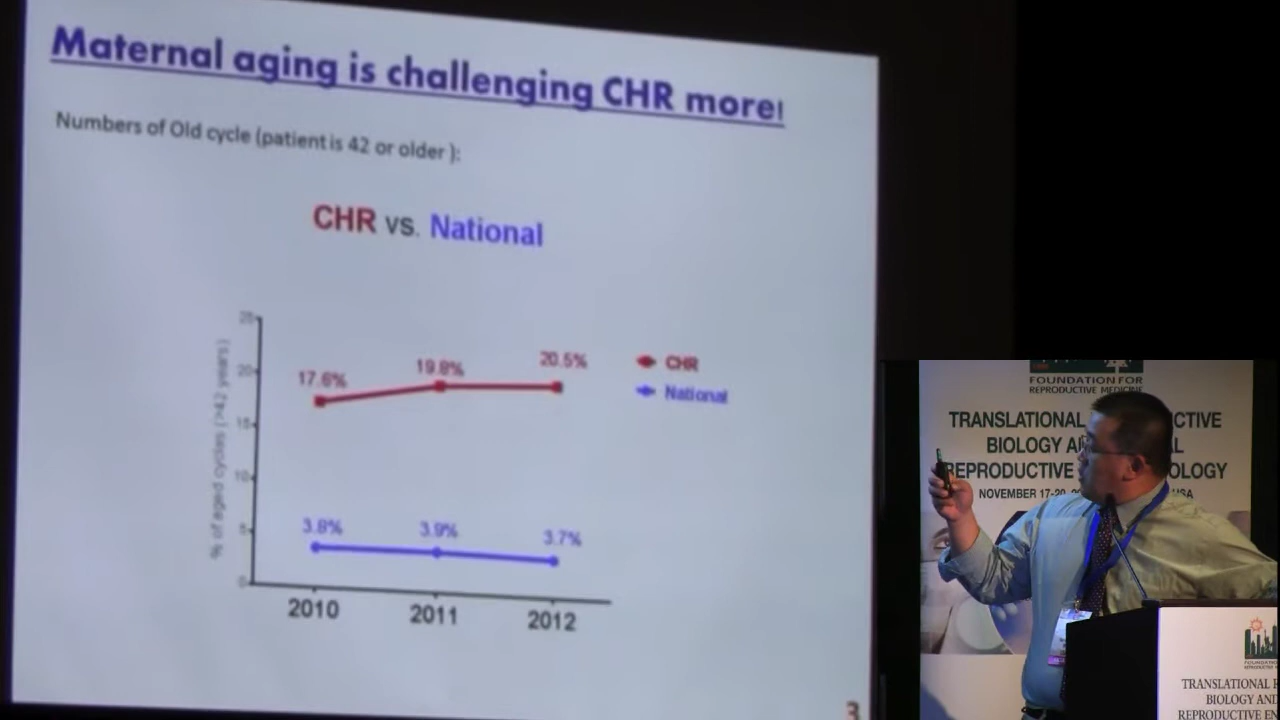 Maternal aging is challenging CHR more!
Numbers of Old cycle (patient is 42 or older ):
CHR vs. National
% of aged cycles (>42 years)
25
20
15
10
5
0
17.6%
19.8%
20.5%
3.8%
3.9%
3.7%
2010
2011
2012
CHR
National
3
FOUNDATION FOR
REPRODUCTIVE MEDICINE
TRANSLATIONAL CTIVE
BIOLOGY A L
REPRODUCTIVE OLOGY
NOVEMBER 17-20, USA
TRANSLATIONAL
BIOLOGY AND
REPRODUCTIVE EN